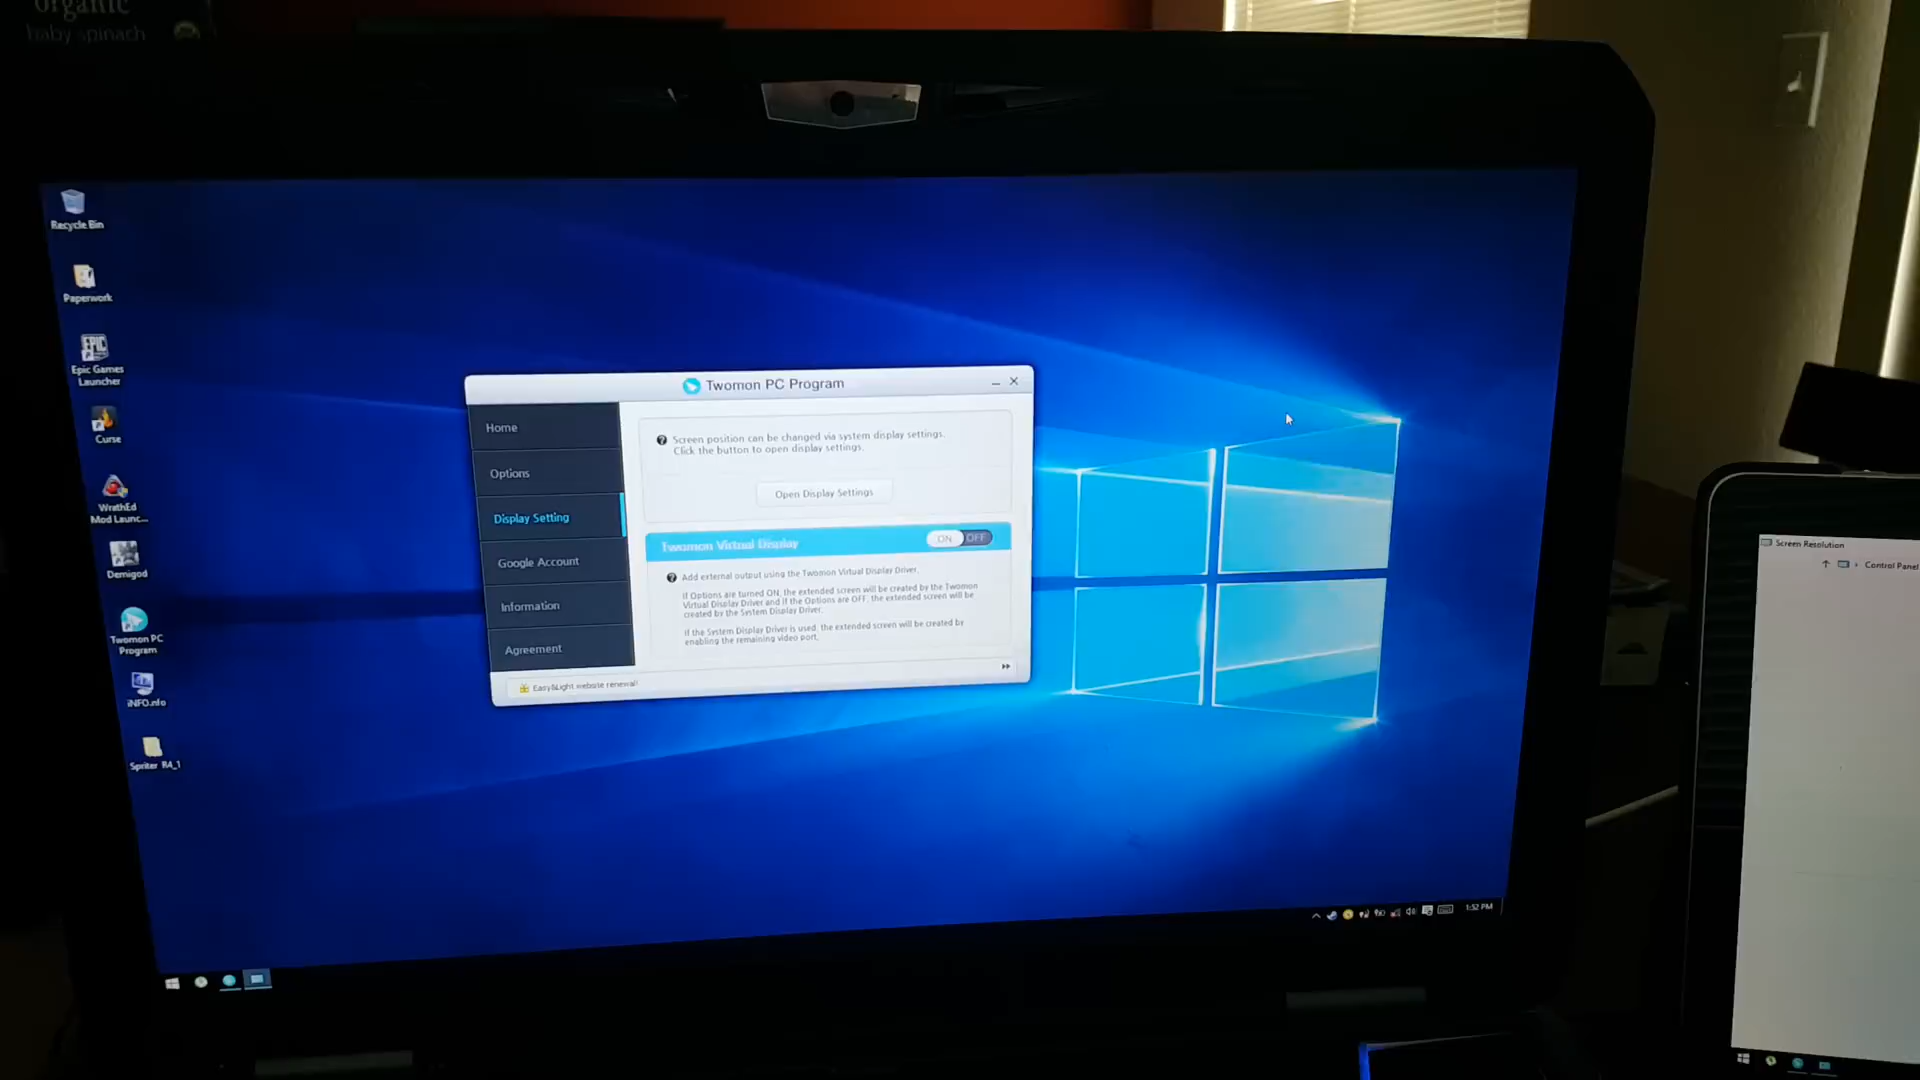 organic
baby spinach
Recycle Bin
Paperwork
EPIC
GAMES
Epic Games
Launcher
Curse
WrathEd
Mod Launc...
Demigod
Twomon PC
Program
iNFO.nfo
Spriter R4_1
Twomon PC Program
Home
Options
Display Setting
Google Account
Information
Agreement
Screen position can be changed via system display settings.
Click the button to open display settings.
Open Display Settings
Twomon Virtual Display
ON OFF
Add external output using the Twomon Virtual Display Driver.
If Options are turned ON, the extended screen will be created by the Twomon
Virtual Display Driver and if the Options are OFF, the extended screen will be
created by the System Display Driver.
If the System Display Driver is used, the extended screen will be created by
enabling the remaining video port.
Easy&Light website renewal!
1:52 PM
Screen Resolution
Control Panel